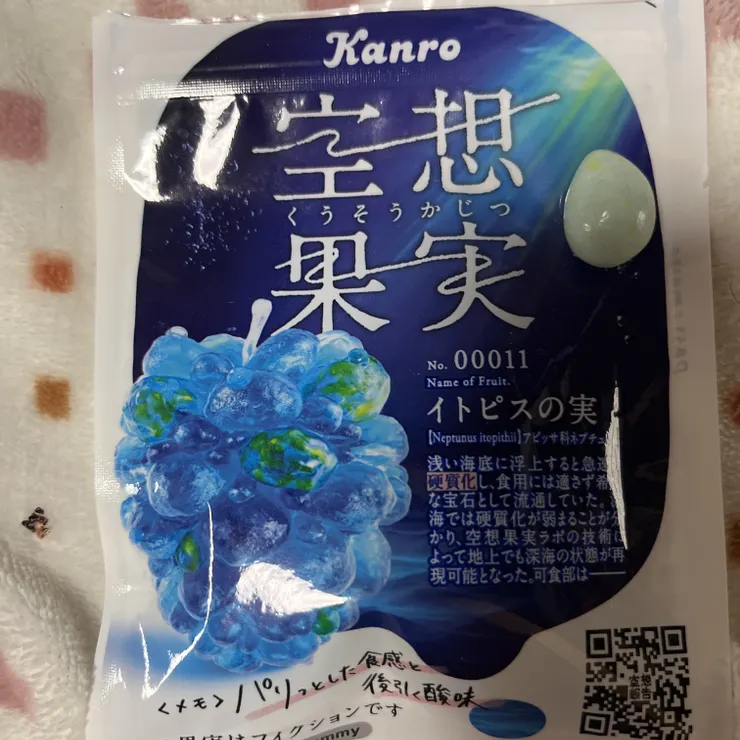 Kanro
空想
くうそうかじつ
果実
No. 00011
Name of Fruit.
イトピスの実
【Neptunus itopithii】アビッサ科ネプチュ
浅い海底に浮上すると急速
硬質化し、食用には適さず希
な宝石として流通していた。
海では硬質化が弱まることが分
かり、空想果実ラボの技術に
よって地上でも深海の状態が再
現可能となった。可食部は――
<メモ> パリッとした食感と
後引く酸味
果実はフィクションです